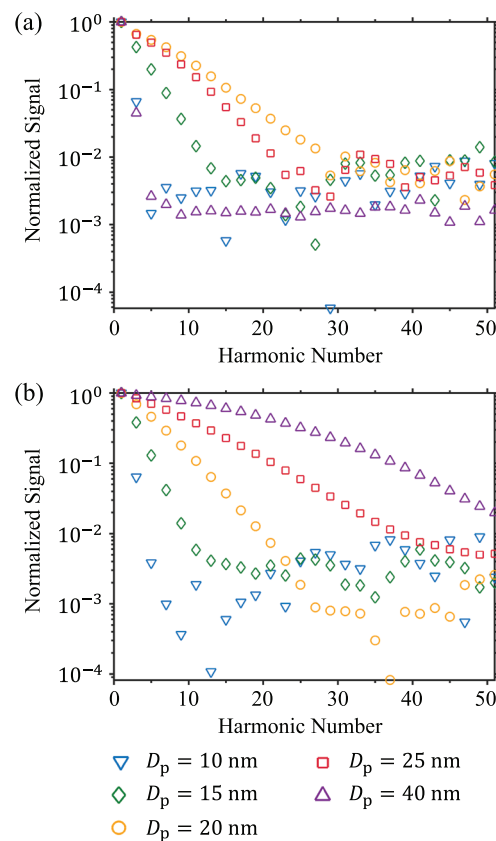 (a)
10⁰
10⁻¹
10⁻²
10⁻³
10⁻⁴
Normalized Signal
0 10 20 30 40 50
Harmonic Number
(b)
10⁰
10⁻¹
10⁻²
10⁻³
10⁻⁴
Normalized Signal
0 10 20 30 40 50
Harmonic Number
Dₚ = 10 nm
Dₚ = 25 nm
Dₚ = 15 nm
Dₚ = 40 nm
Dₚ = 20 nm